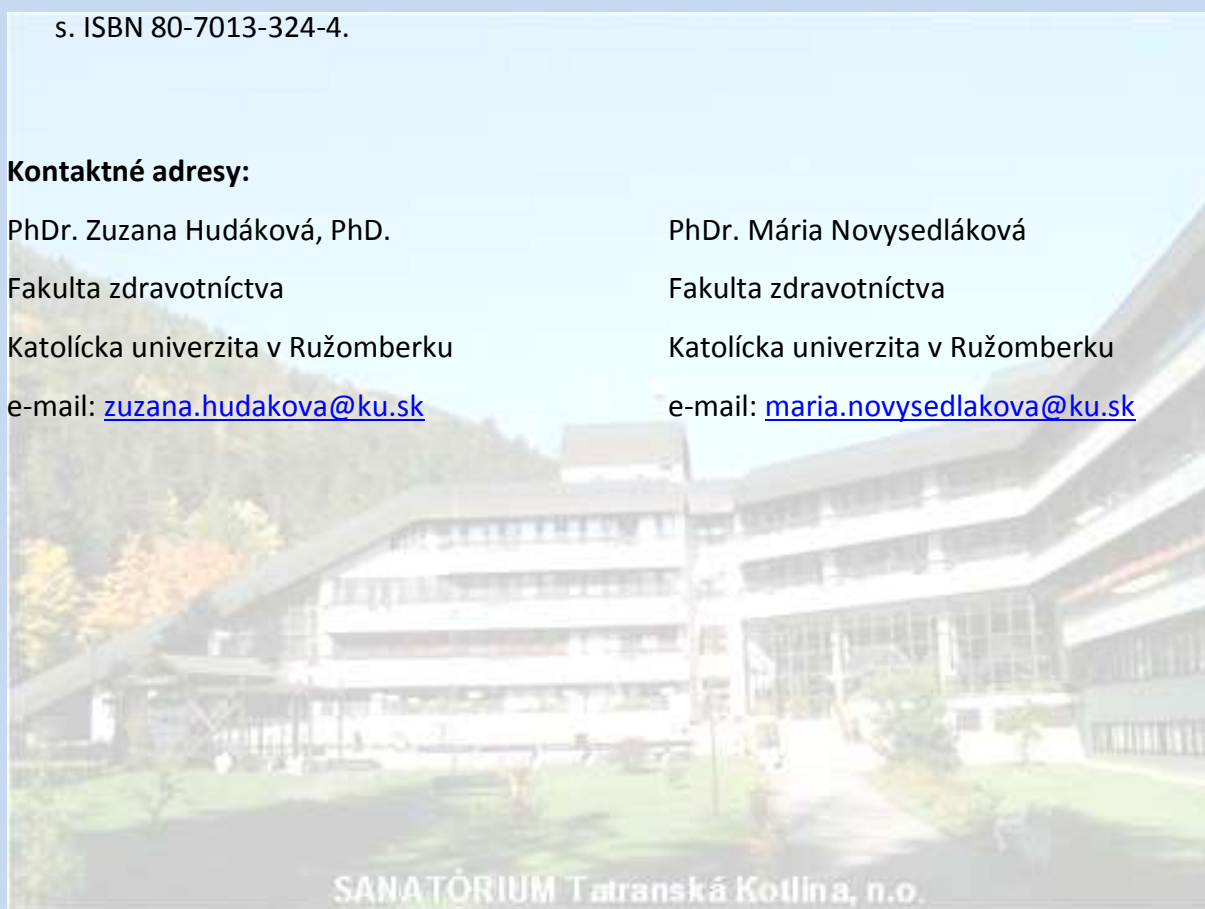 s. ISBN 80-7013-324-4.
Kontaktné adresy:
PhDr. Zuzana Hudáková, PhD.
Fakulta zdravotníctva
Katolícka univerzita v Ružomberku
e-mail: zuzana.hudakova@ku.sk
PhDr. Mária Novysedláková
Fakulta zdravotníctva
Katolícka univerzita v Ružomberku
e-mail: maria.novysedlakova@ku.sk
SANATÓRIUM Tatranská Kotlina, n.o.